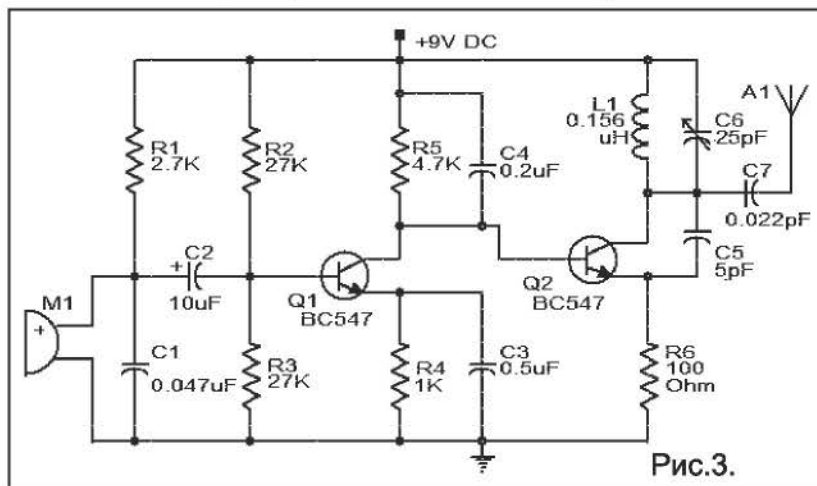 +9V DC
A1
L1
0.156
uH
C6
25pF
R1
2.7K
R2
27K
R5
4.7K
C4
0.2uF
C7
0.022pF
C2
+
10uF
Q1
BC547
Q2
BC547
C5
5pF
M1
+
C1
0.047uF
R3
27K
R4
1K
C3
0.5uF
R6
100
Ohm
Рис.3.